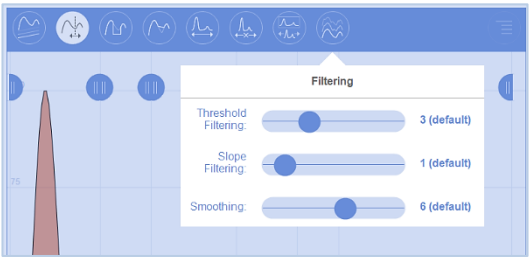 Filtering
Threshold
Filtering:
3 (default)
Slope
Filtering:
1 (default)
75
Smoothing:
6 (default)